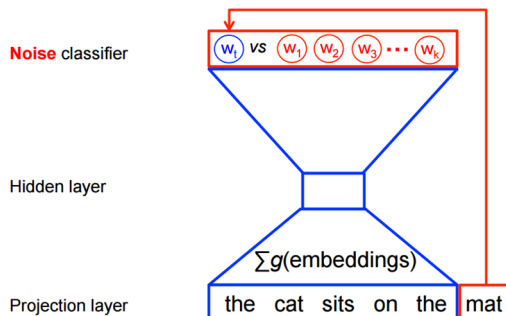 Noise classifier
wt vs w1 w2 w3 ••• wk
Hidden layer
∑g(embeddings)
Projection layer
the cat sits on the mat